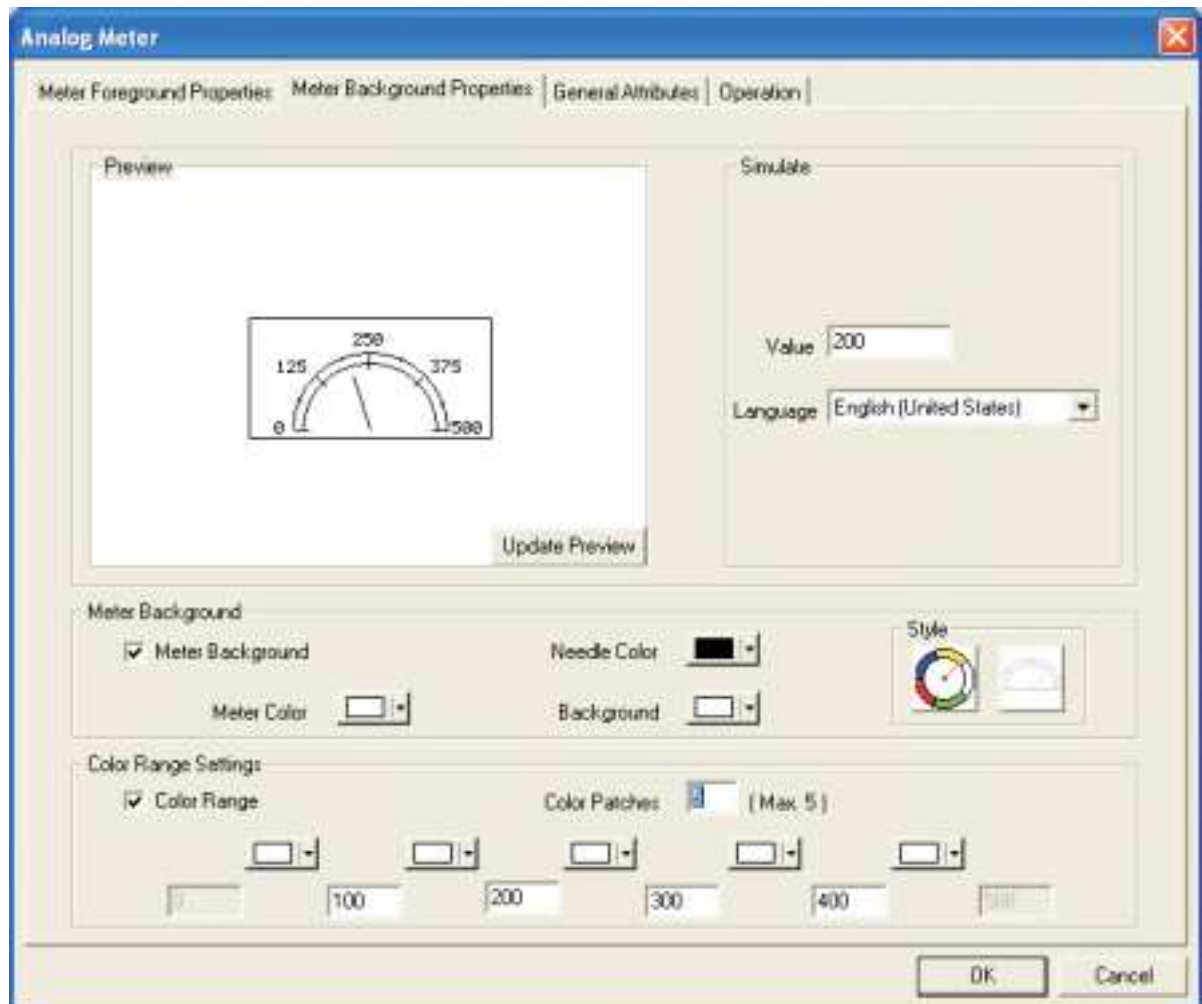 Analog Meter
Meter Foreground Properties Meter Background Properties General Attributes Operation
Preview
Simulate
250
125 375
0 500
Value 200
Language English (United States)
Update Preview
Meter Background
Meter Background
Needle Color
Style
Meter Color
Background
Color Range Settings
Color Range
Color Patches
( Max. 5 )
0 100 200 300 400 500
OK Cancel